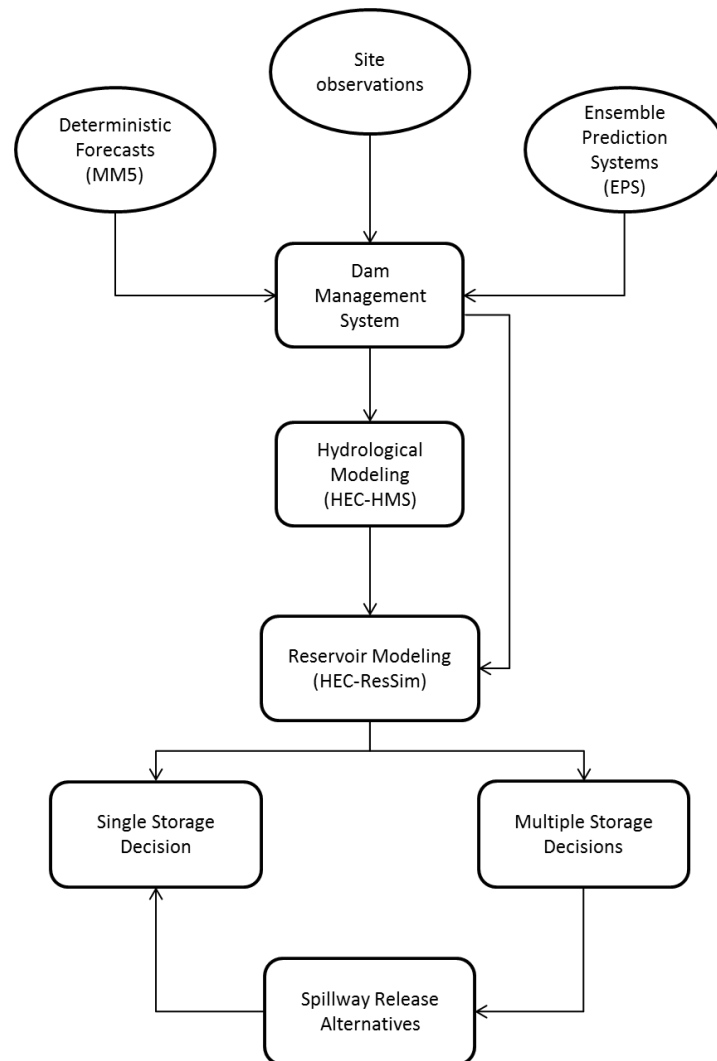 Site
observations
Deterministic
Forecasts
(MM5)
Ensemble
Prediction
Systems
(EPS)
Dam
Management
System
Hydrological
Modeling
(HEC-HMS)
Reservoir Modeling
(HEC-ResSim)
Single Storage
Decision
Multiple Storage
Decisions
Spillway Release
Alternatives